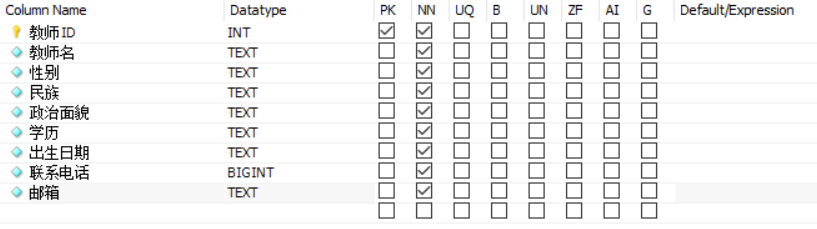 Column Name Datatype PK NN UQ B UN ZF AI G Default/Expression
教师ID INT
教师名 TEXT
性别 TEXT
民族 TEXT
政治面貌 TEXT
学历 TEXT
出生日期 TEXT
联系电话 BIGINT
邮箱 TEXT